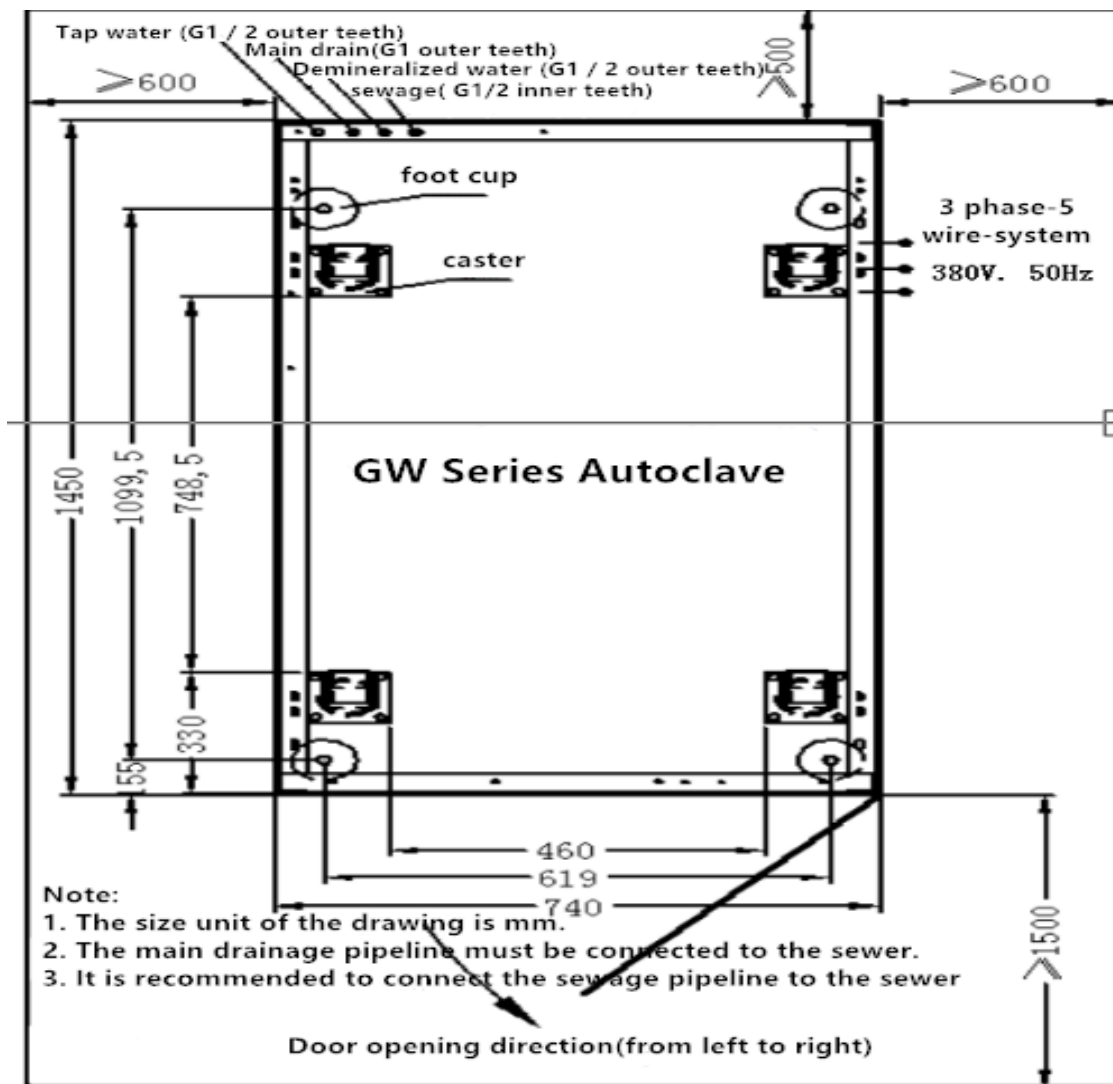 Tap water (G1 / 2 outer teeth)
Main drain(G1 outer teeth)
Demineralized water (G1 / 2 outer teeth)
sewage( G1/2 inner teeth)
>600
⩾500
>600
foot cup
caster
3 phase-5
wire-system
380V. 50Hz
GW Series Autoclave
1450
1099,5
748,5
330
155
460
619
740
⩾1500
Note:
1. The size unit of the drawing is mm.
2. The main drainage pipeline must be connected to the sewer.
3. It is recommended to connect the sewage pipeline to the sewer
Door opening direction(from left to right)